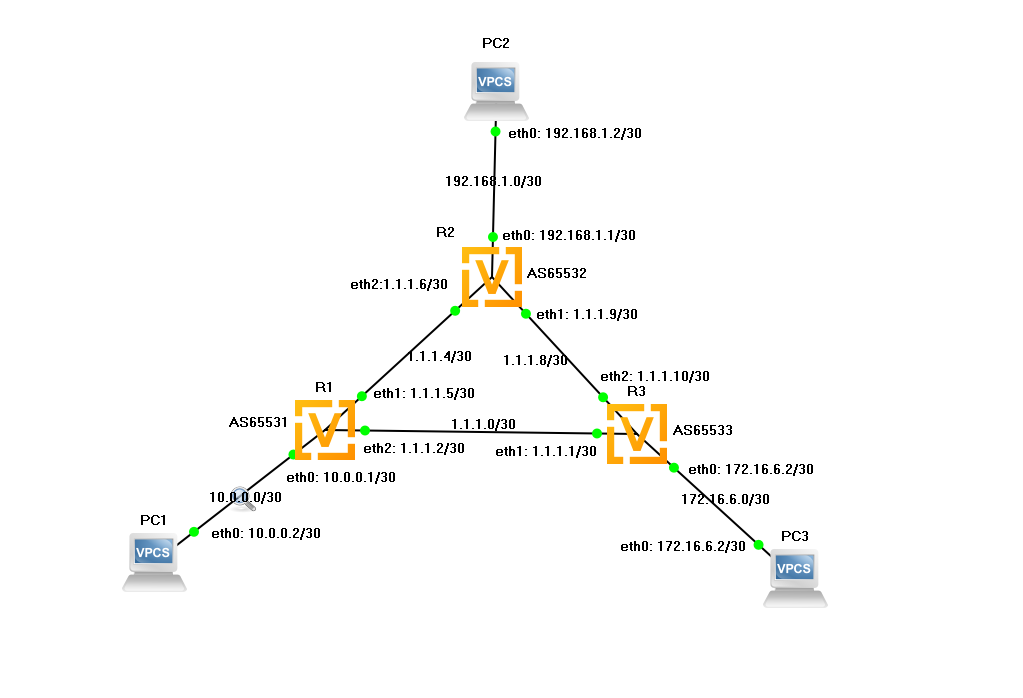 PC2
VPCS
eth0: 192.168.1.2/30
192.168.1.0/30
R2
eth0: 192.168.1.1/30
V
AS65532
eth2:1.1.1.6/30
eth1: 1.1.1.9/30
1.1.1.4/30
1.1.1.8/30
eth2: 1.1.1.10/30
R1
R3
eth1: 1.1.1.5/30
AS65531
V
1.1.1.0/30
V
AS65533
eth2: 1.1.1.2/30
eth1: 1.1.1.1/30
eth0: 172.16.6.2/30
eth0: 10.0.0.1/30
10.0.0.0/30
172.16.6.0/30
PC1
eth0: 10.0.0.2/30
PC3
eth0: 172.16.6.2/30
VPCS
VPCS